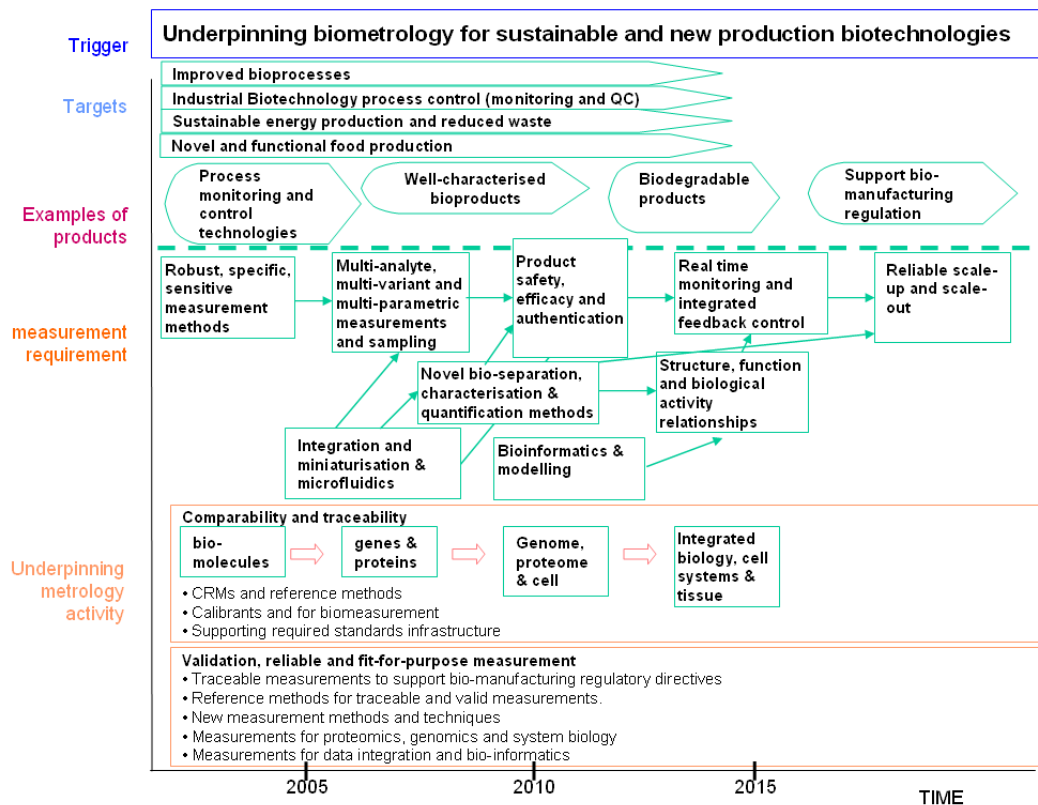 Trigger
Underpinning biometrology for sustainable and new production biotechnologies
Targets
Improved bioprocesses
Industrial Biotechnology process control (monitoring and QC)
Sustainable energy production and reduced waste
Novel and functional food production
Examples of
products
Process
monitoring and
control
technologies
Well-characterised
bioproducts
Biodegradable
products
Support bio-
manufacturing
regulation
measurement
requirement
Robust, specific,
sensitive
measurement
methods
Multi-analyte,
multi-variant and
multi-parametric
measurements
and sampling
Product
safety,
efficacy and
authentication
Real time
monitoring and
integrated
feedback control
Reliable scale-
up and scale-
out
Novel bio-separation,
characterisation &
quantification methods
Structure, function
and biological
activity
relationships
Integration and
miniaturisation &
microfluidics
Bioinformatics &
modelling
Underpinning
metrology
activity
Comparability and traceability
bio-
molecules
genes &
proteins
Genome,
proteome
& cell
Integrated
biology, cell
systems &
tissue
• CRMs and reference methods
• Calibrants and for biomeasurement
• Supporting required standards infrastructure
Validation, reliable and fit-for-purpose measurement
• Traceable measurements to support bio-manufacturing regulatory directives
• Reference methods for traceable and valid measurements.
• New measurement methods and techniques
• Measurements for proteomics, genomics and system biology
• Measurements for data integration and bio-informatics
2005
2010
2015
TIME